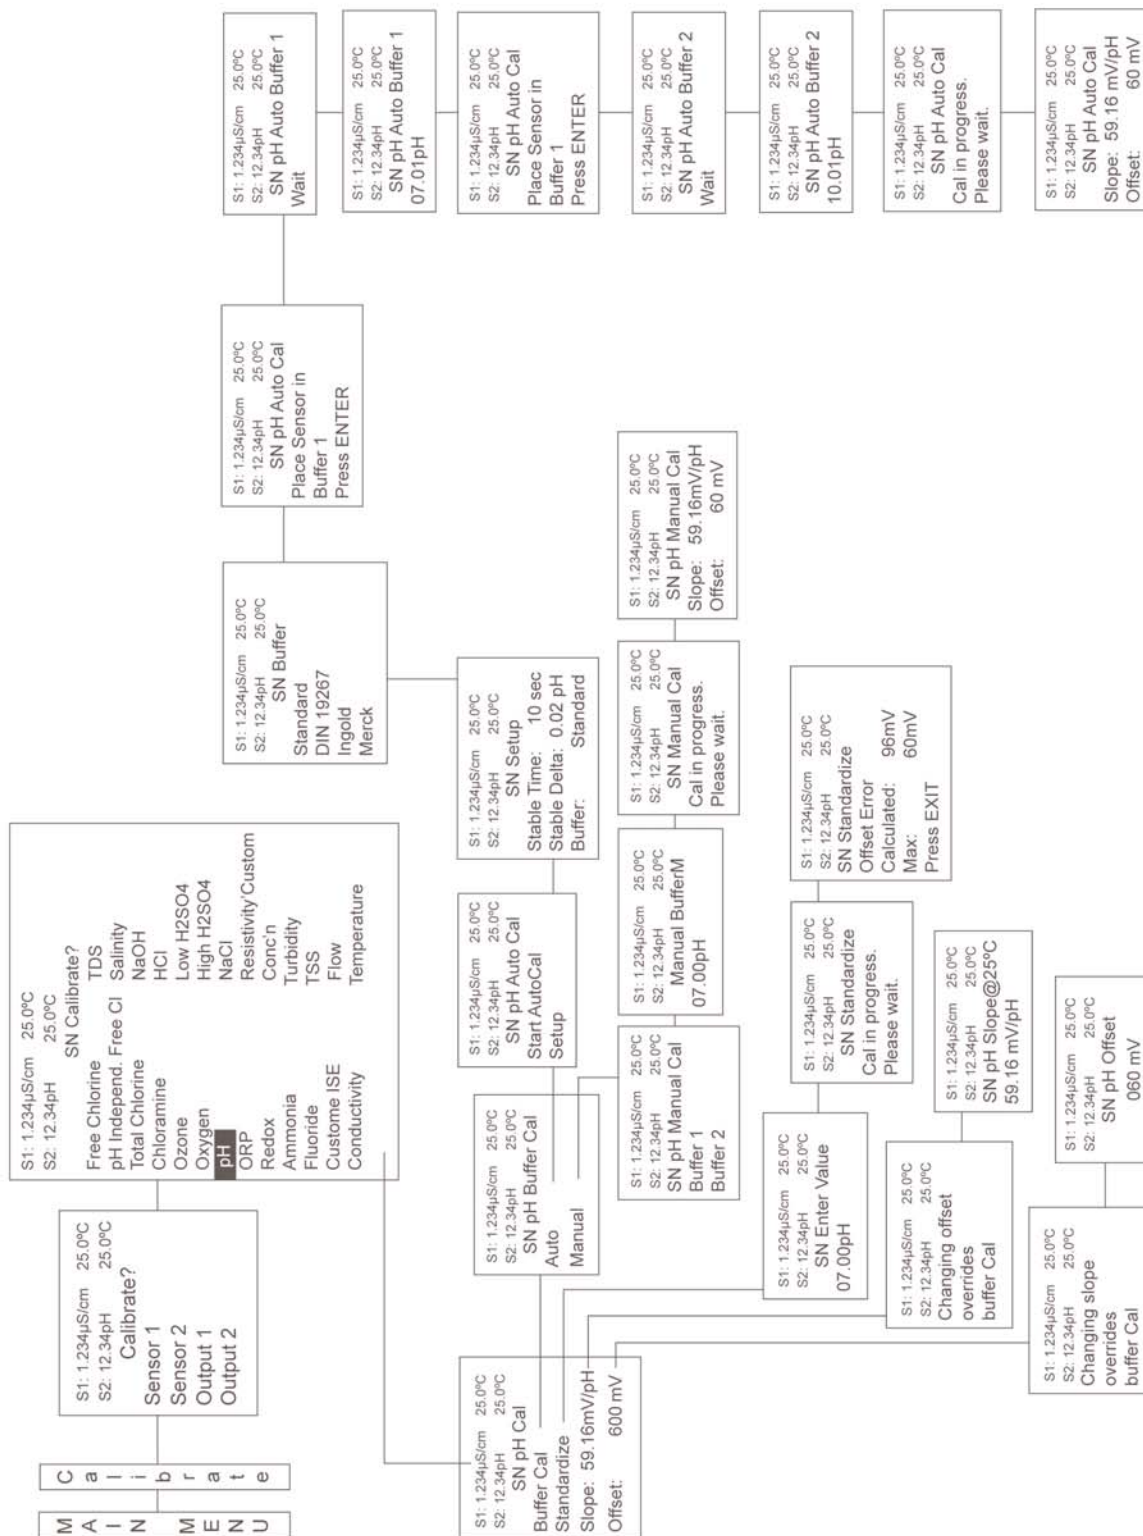 MAIN MENU
Calibrate
S1: 1.234µS/cm 25.0ºC
S2: 12.34pH 25.0ºC
Calibrate?
Sensor 1
Sensor 2
Output 1
Output 2
S1: 1.234µS/cm 25.0ºC
S2: 12.34pH 25.0ºC
SN Calibrate?
Free Chlorine TDS
pH Independ. Free Cl Salinity
Total Chlorine NaOH
Chloramine HCl
Ozone Low H2SO4
Oxygen High H2SO4
pH NaCl
ORP Resistivity'Custom
Redox Conc'n
Ammonia Turbidity
Fluoride TSS
Custome ISE Flow
Conductivity Temperature
S1: 1.234µS/cm 25.0ºC
S2: 12.34pH 25.0ºC
SN pH Cal
Buffer Cal
Standardize
Slope: 59.16mV/pH
Offset: 600 mV
S1: 1.234µS/cm 25.0ºC
S2: 12.34pH 25.0ºC
SN pH Buffer Cal
Auto
Manual
S1: 1.234µS/cm 25.0ºC
S2: 12.34pH 25.0ºC
SN pH Auto Cal
Start AutoCal
Setup
S1: 1.234µS/cm 25.0ºC
S2: 12.34pH 25.0ºC
SN Setup
Stable Time: 10 sec
Stable Delta: 0.02 pH
Buffer: Standard
S1: 1.234µS/cm 25.0ºC
S2: 12.34pH 25.0ºC
SN Buffer
Standard
DIN 19267
Ingold
Merck
S1: 1.234µS/cm 25.0ºC
S2: 12.34pH 25.0ºC
SN pH Auto Cal
Place Sensor in
Buffer 1
Press ENTER
S1: 1.234µS/cm 25.0ºC
S2: 12.34pH 25.0ºC
SN pH Auto Buffer 1
Wait
S1: 1.234µS/cm 25.0ºC
S2: 12.34pH 25.0ºC
SN pH Auto Buffer 1
07.01pH
S1: 1.234µS/cm 25.0ºC
S2: 12.34pH 25.0ºC
SN pH Auto Cal
Place Sensor in
Buffer 1
Press ENTER
S1: 1.234µS/cm 25.0ºC
S2: 12.34pH 25.0ºC
SN pH Auto Buffer 2
Wait
S1: 1.234µS/cm 25.0ºC
S2: 12.34pH 25.0ºC
SN pH Auto Buffer 2
10.01pH
S1: 1.234µS/cm 25.0ºC
S2: 12.34pH 25.0ºC
SN pH Auto Cal
Cal in progress.
Please wait.
S1: 1.234µS/cm 25.0ºC
S2: 12.34pH 25.0ºC
SN pH Auto Cal
Slope: 59.16 mV/pH
Offset: 60 mV
S1: 1.234µS/cm 25.0ºC
S2: 12.34pH 25.0ºC
SN pH Manual Cal
Buffer 1
Buffer 2
S1: 1.234µS/cm 25.0ºC
S2: 12.34pH 25.0ºC
Manual BufferM
07.00pH
S1: 1.234µS/cm 25.0ºC
S2: 12.34pH 25.0ºC
SN Manual Cal
Cal in progress.
Please wait.
S1: 1.234µS/cm 25.0ºC
S2: 12.34pH 25.0ºC
SN pH Manual Cal
Slope: 59.16mV/pH
Offset: 60 mV
S1: 1.234µS/cm 25.0ºC
S2: 12.34pH 25.0ºC
SN Enter Value
07.00pH
S1: 1.234µS/cm 25.0ºC
S2: 12.34pH 25.0ºC
SN Standardize
Cal in progress.
Please wait.
S1: 1.234µS/cm 25.0ºC
S2: 12.34pH 25.0ºC
SN Standardize
Offset Error
Calculated: 96mV
Max: 60mV
Press EXIT
S1: 1.234µS/cm 25.0ºC
S2: 12.34pH 25.0ºC
Changing offset
overrides
buffer Cal
S1: 1.234µS/cm 25.0ºC
S2: 12.34pH 25.0ºC
SN pH Slope@25ºC
59.16 mV/pH
S1: 1.234µS/cm 25.0ºC
S2: 12.34pH 25.0ºC
Changing slope
overrides
buffer Cal
S1: 1.234µS/cm 25.0ºC
S2: 12.34pH 25.0ºC
SN pH Offset
060 mV